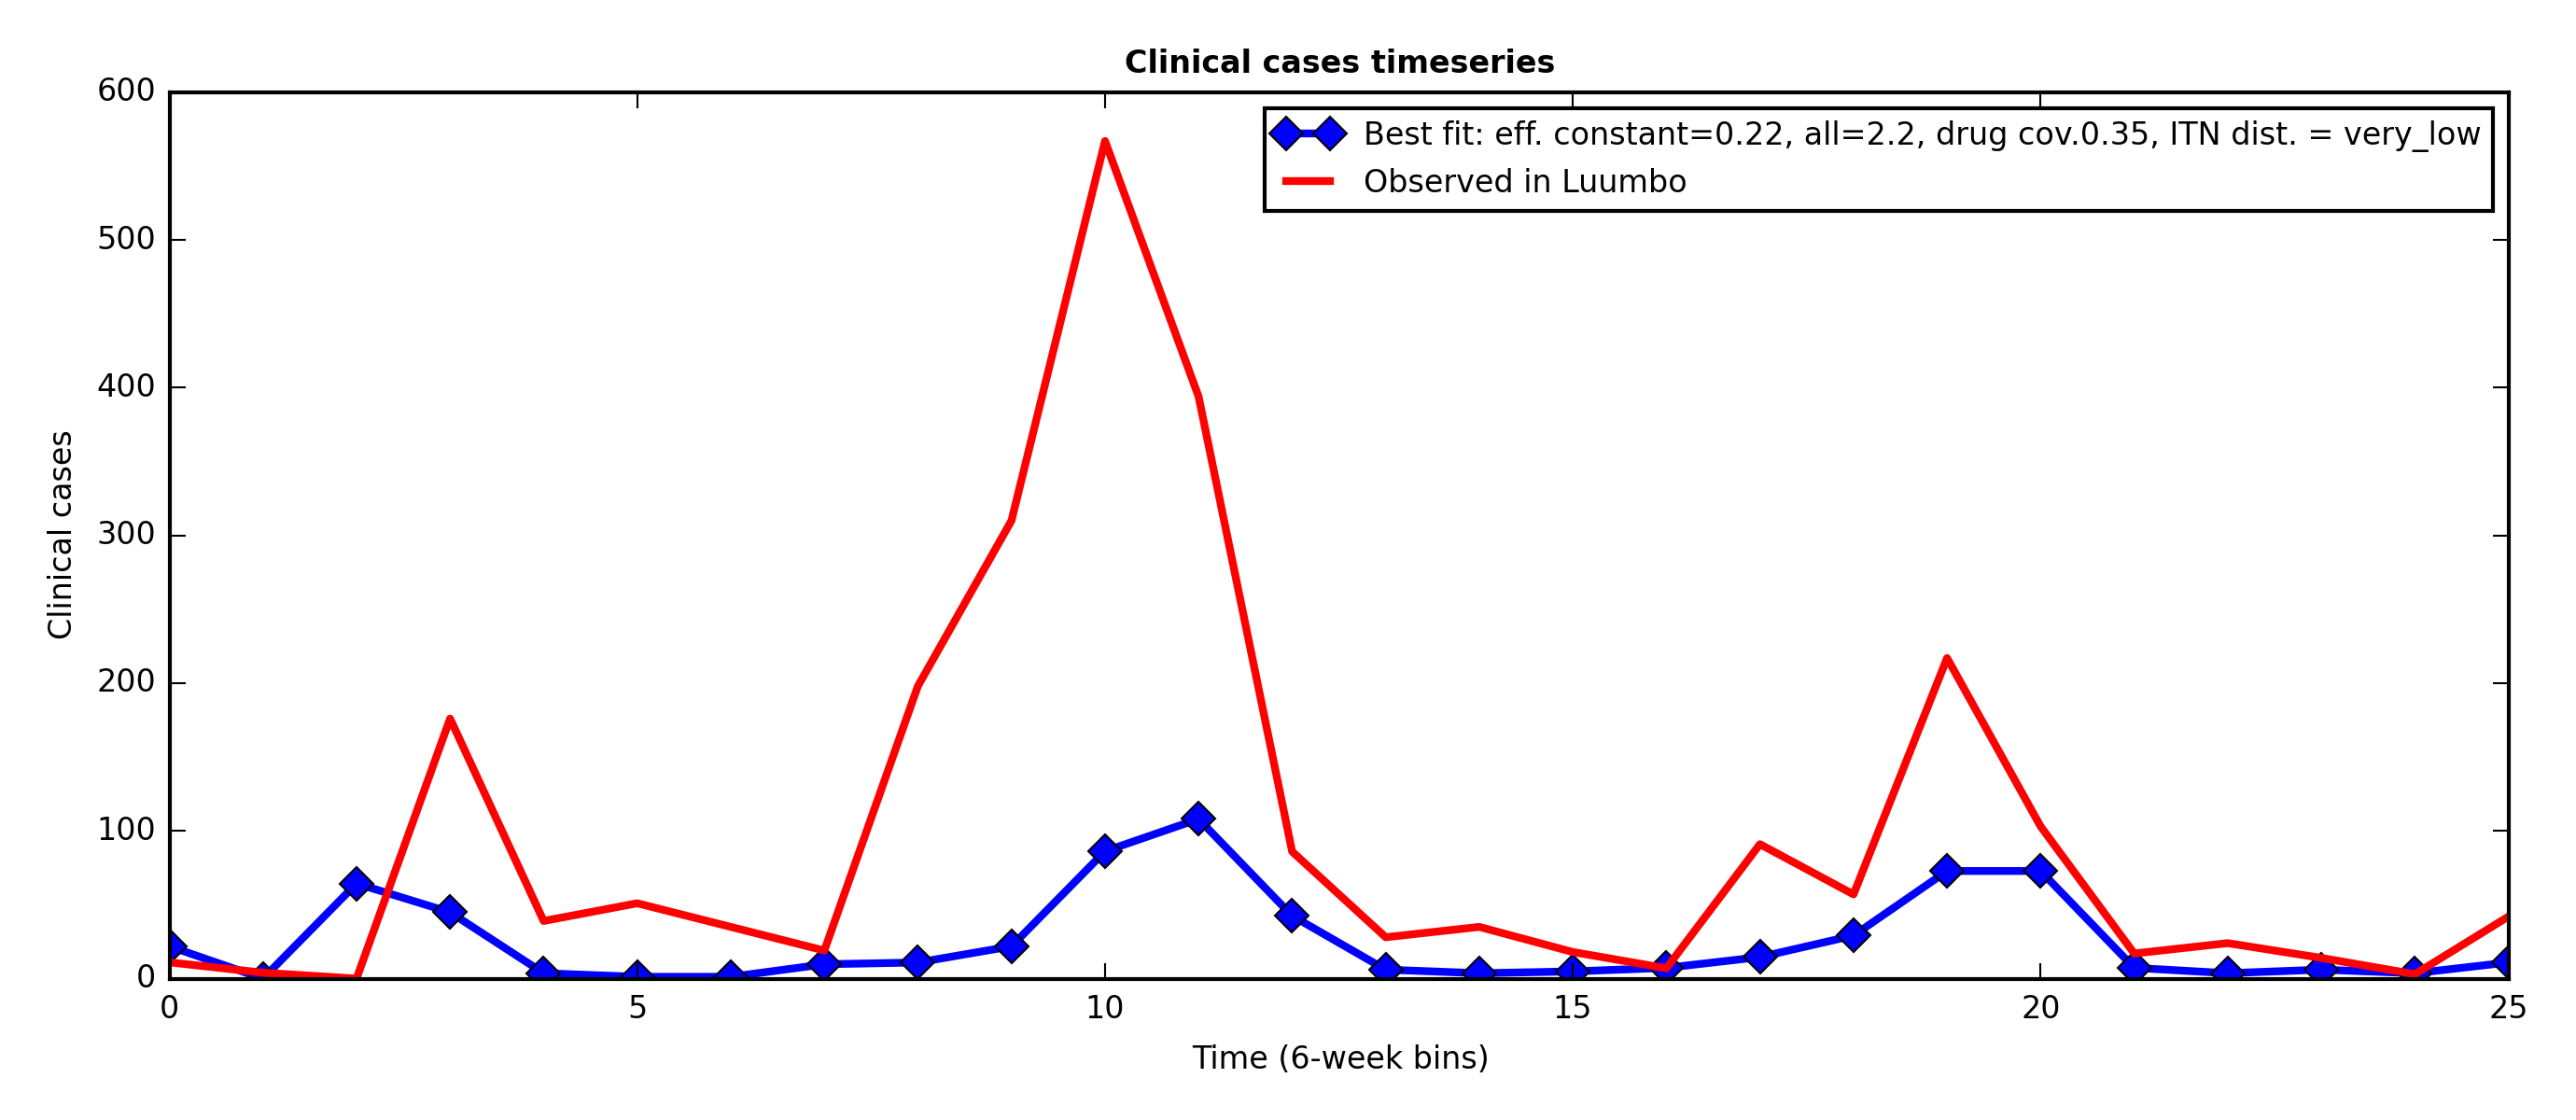 Clinical cases timeseries
600
500
400
300
200
100
0
Clinical cases
Best fit: eff. constant=0.22, all=2.2, drug cov.0.35, ITN dist. = very_low
Observed in Luumbo
0 5 10 15 20 25
Time (6-week bins)